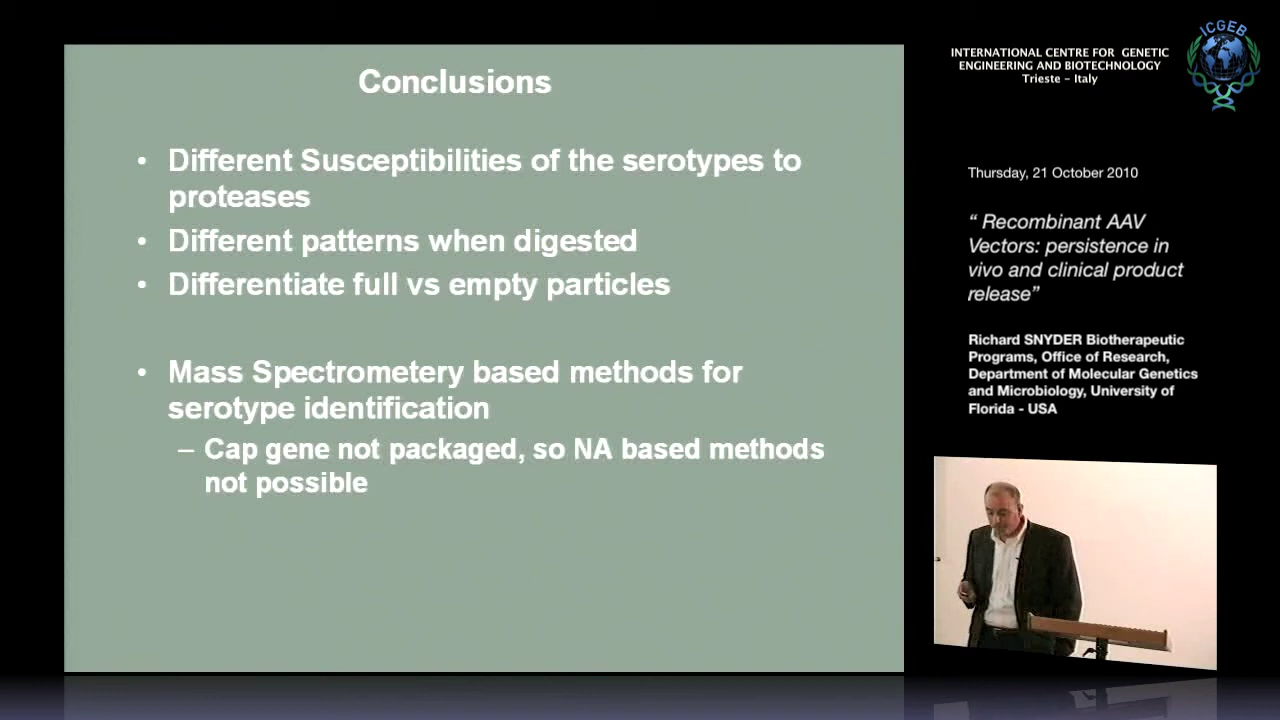 Conclusions
• Different Susceptibilities of the serotypes to
proteases
• Different patterns when digested
• Differentiate full vs empty particles
• Mass Spectrometery based methods for
serotype identification
– Cap gene not packaged, so NA based methods
not possible
INTERNATIONAL CENTRE FOR GENETIC
ENGINEERING AND BIOTECHNOLOGY
Trieste - Italy
ICGEB
Thursday, 21 October 2010
“ Recombinant AAV
Vectors: persistence in
vivo and clinical product
release”
Richard SNYDER Biotherapeutic
Programs, Office of Research,
Department of Molecular Genetics
and Microbiology, University of
Florida - USA